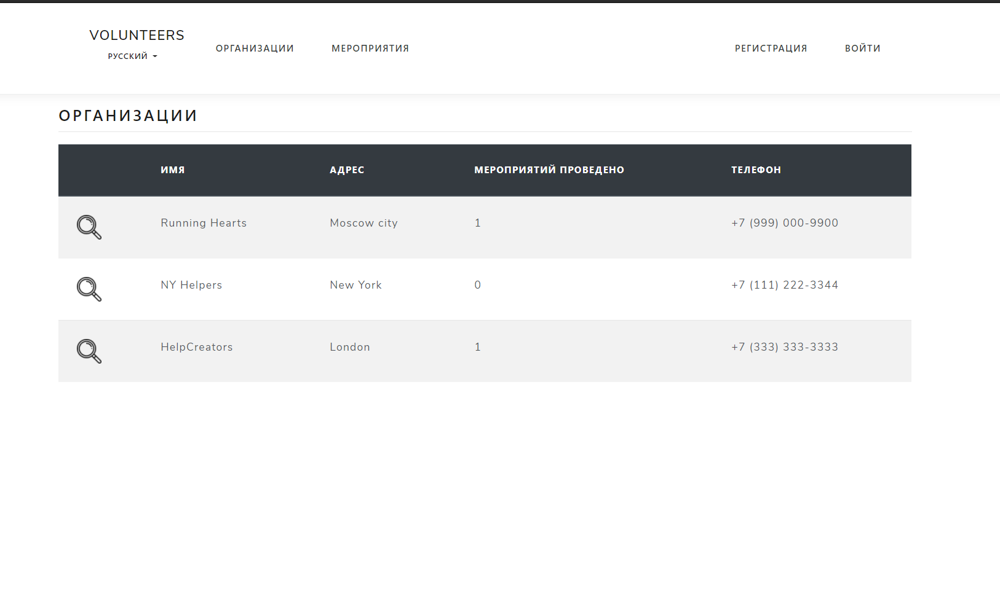 VOLUNTEERS
РУССКИЙ
ОРГАНИЗАЦИИ
МЕРОПРИЯТИЯ
РЕГИСТРАЦИЯ
ВОЙТИ
ОРГАНИЗАЦИИ
ИМЯ АДРЕС МЕРОПРИЯТИЙ ПРОВЕДЕНО ТЕЛЕФОН
Running Hearts Moscow city 1 +7 (999) 000-9900
NY Helpers New York 0 +7 (111) 222-3344
HelpCreators London 1 +7 (333) 333-3333